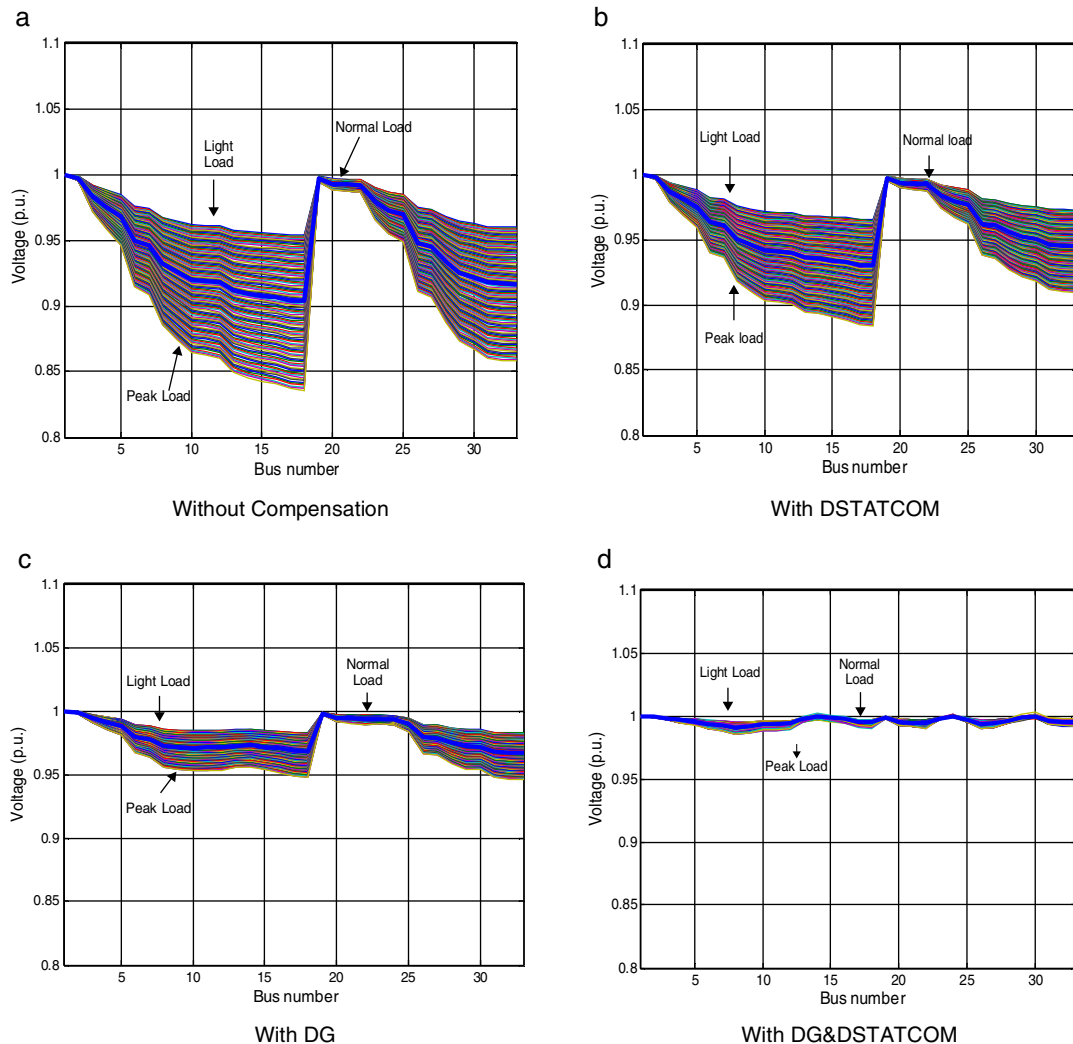 a
1.1
1.05
1
0.95
0.9
0.85
0.8
Voltage (p.u.)
Light
Load
Normal Load
Peak Load
5
10
15
20
25
30
Bus number
Without Compensation
b
1.1
1.05
1
0.95
0.9
0.85
0.8
Voltage (p.u.)
Light Load
Normal load
Peak load
5
10
15
20
25
30
Bus number
With DSTATCOM
c
1.1
1.05
1
0.95
0.9
0.85
0.8
Voltage (p.u.)
Light Load
Normal
Load
Peak Load
5
10
15
20
25
30
Bus number
With DG
d
1.1
1.05
1
0.95
0.9
0.85
0.8
Voltage (p.u.)
Light Load
Normal
Load
Peak Load
5
10
15
20
25
30
Bus number
With DG&DSTATCOM